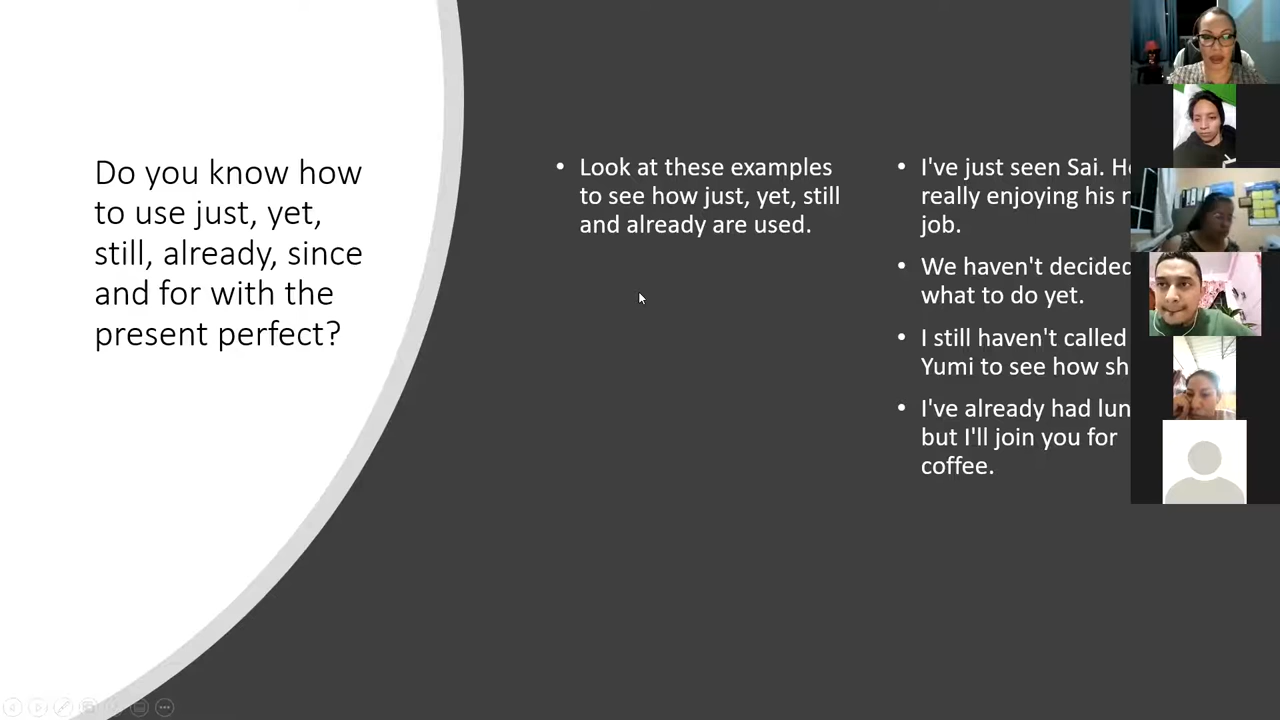 Do you know how
to use just, yet,
still, already, since
and for with the
present perfect?
• Look at these examples
to see how just, yet, still
and already are used.
• I've just seen Sai.
really enjoying his
job.
• We haven't decided
what to do yet.
• I still haven't called
Yumi to see how
• I've already had
but I'll join you for
coffee.